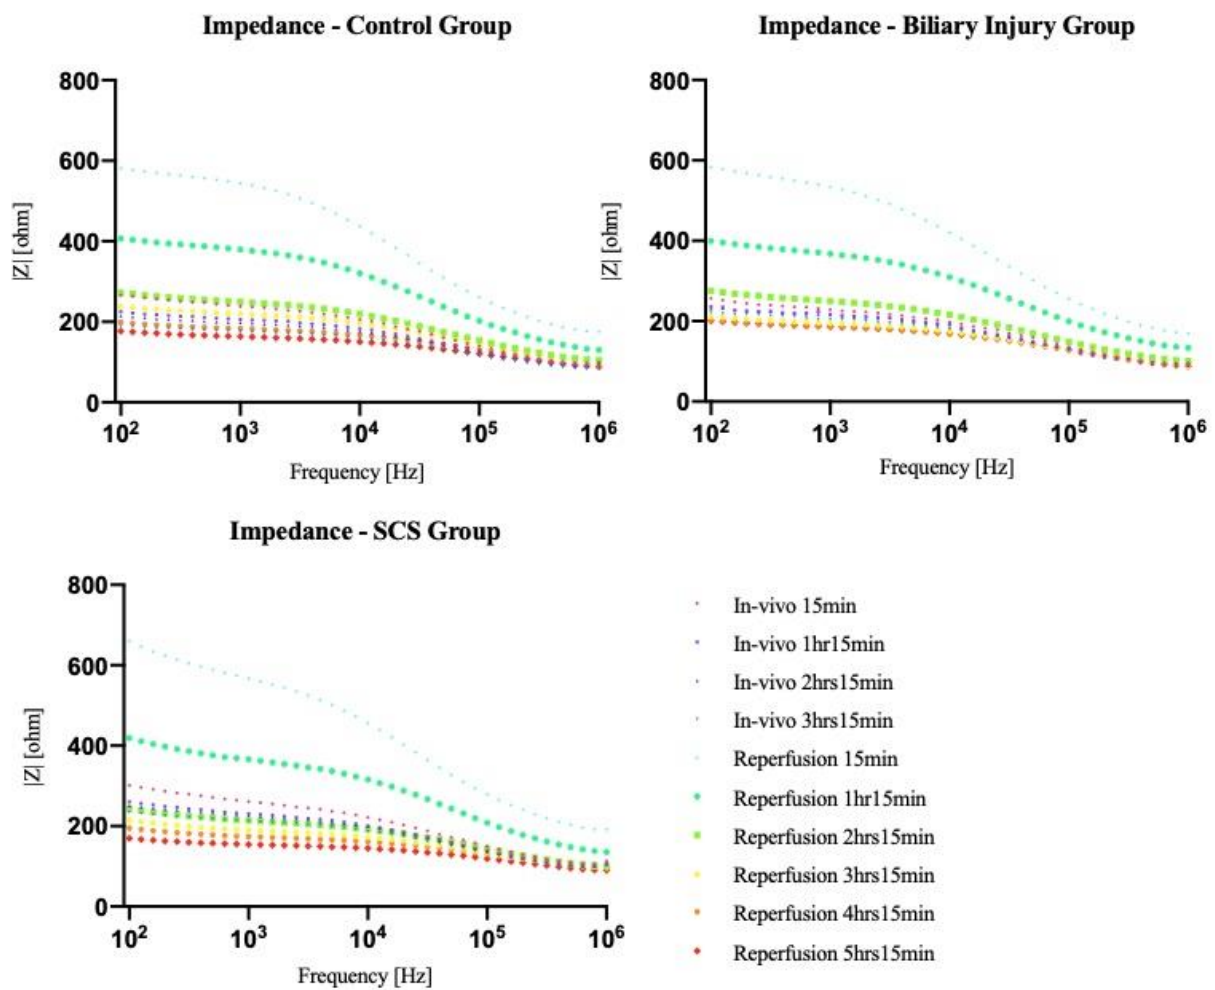 Impedance - Control Group
800
600
400
200
0
|Z| [ohm]
10² 10³ 10⁴ 10⁵ 10⁶
Frequency [Hz]
Impedance - Biliary Injury Group
800
600
400
200
0
|Z| [ohm]
10² 10³ 10⁴ 10⁵ 10⁶
Frequency [Hz]
Impedance - SCS Group
800
600
400
200
0
|Z| [ohm]
10² 10³ 10⁴ 10⁵ 10⁶
Frequency [Hz]
In-vivo 15min
In-vivo 1hr15min
In-vivo 2hrs15min
In-vivo 3hrs15min
Reperfusion 15min
Reperfusion 1hr15min
Reperfusion 2hrs15min
Reperfusion 3hrs15min
Reperfusion 4hrs15min
Reperfusion 5hrs15min